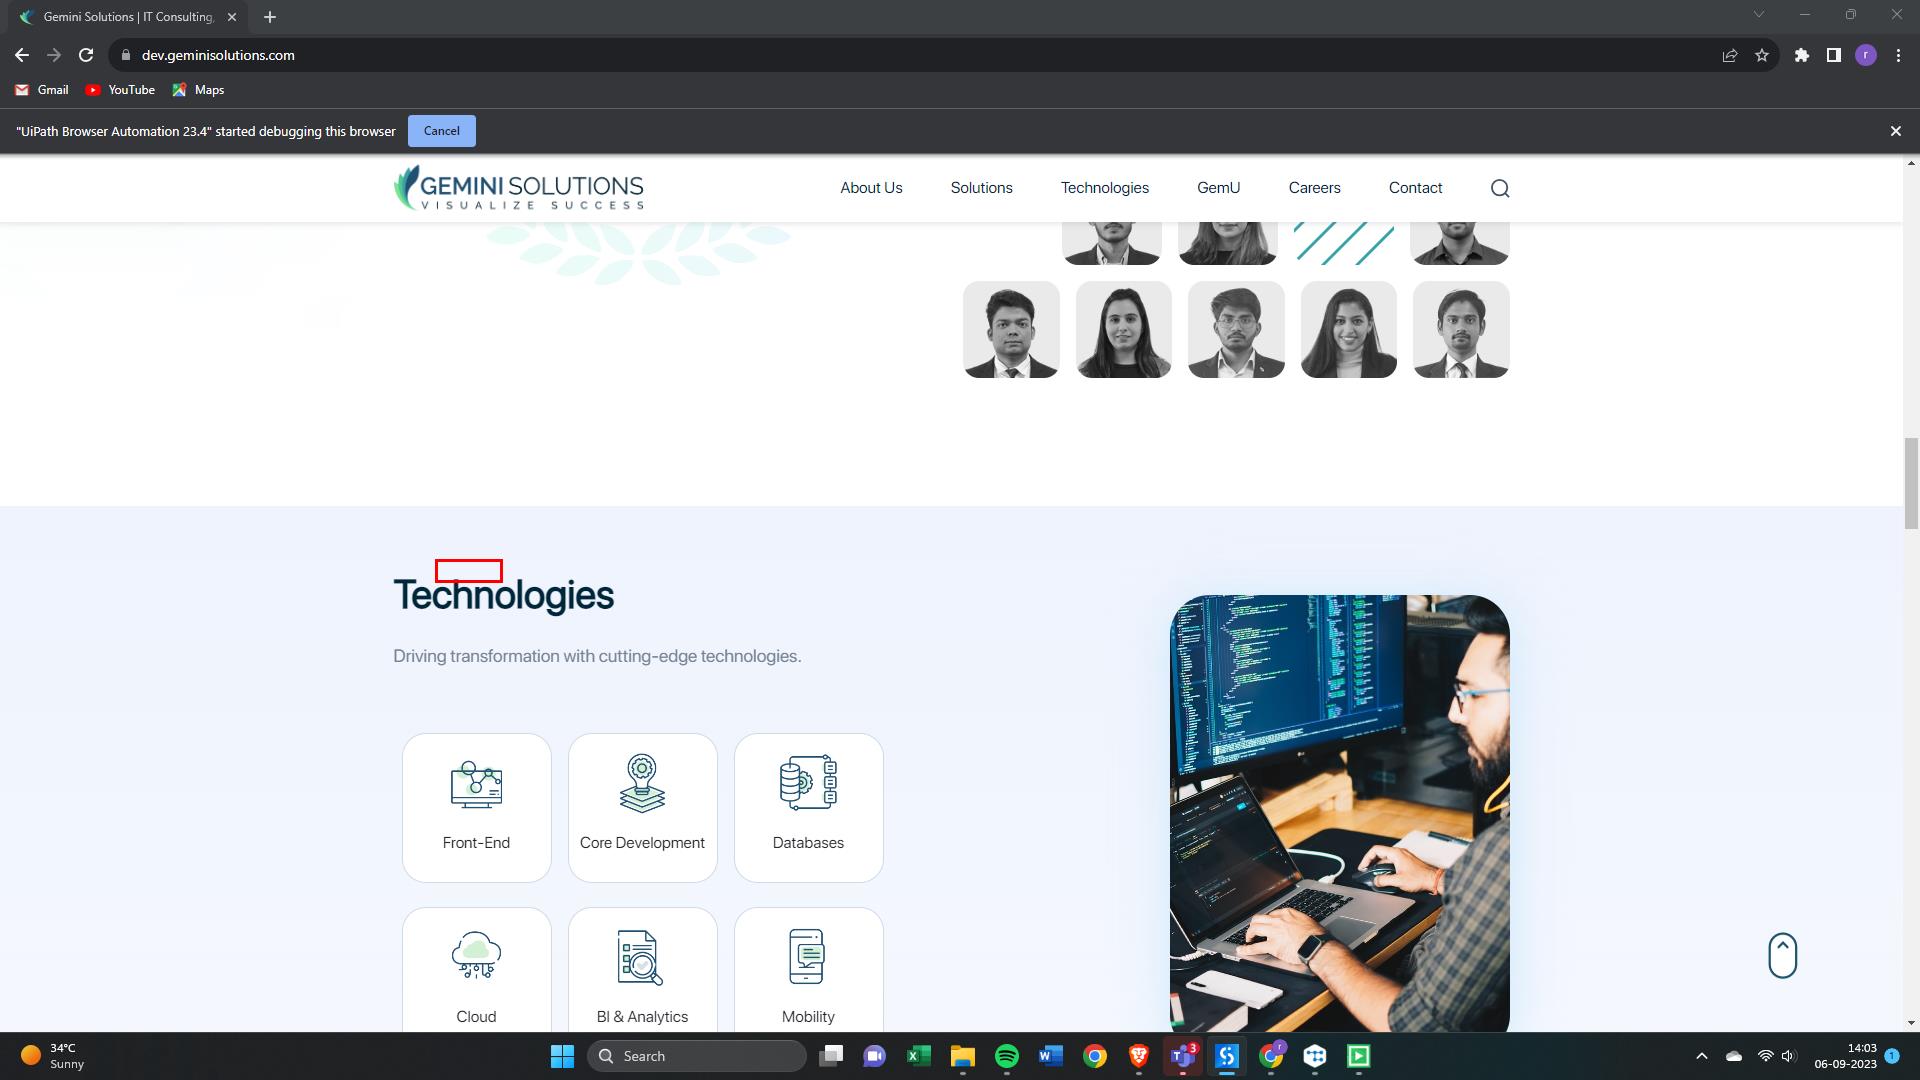 Gemini Solutions | IT Consulting,
dev.geminisolutions.com
r
Gmail YouTube Maps
"UiPath Browser Automation 23.4" started debugging this browser Cancel
GEMINI SOLUTIONS
VISUALIZE SUCCESS
About Us Solutions Technologies GemU Careers Contact
Technologies
Driving transformation with cutting-edge technologies.
Front-End Core Development Databases
Cloud BI & Analytics Mobility
34°C
Sunny
Search
3
r
14:03
06-09-2023
1